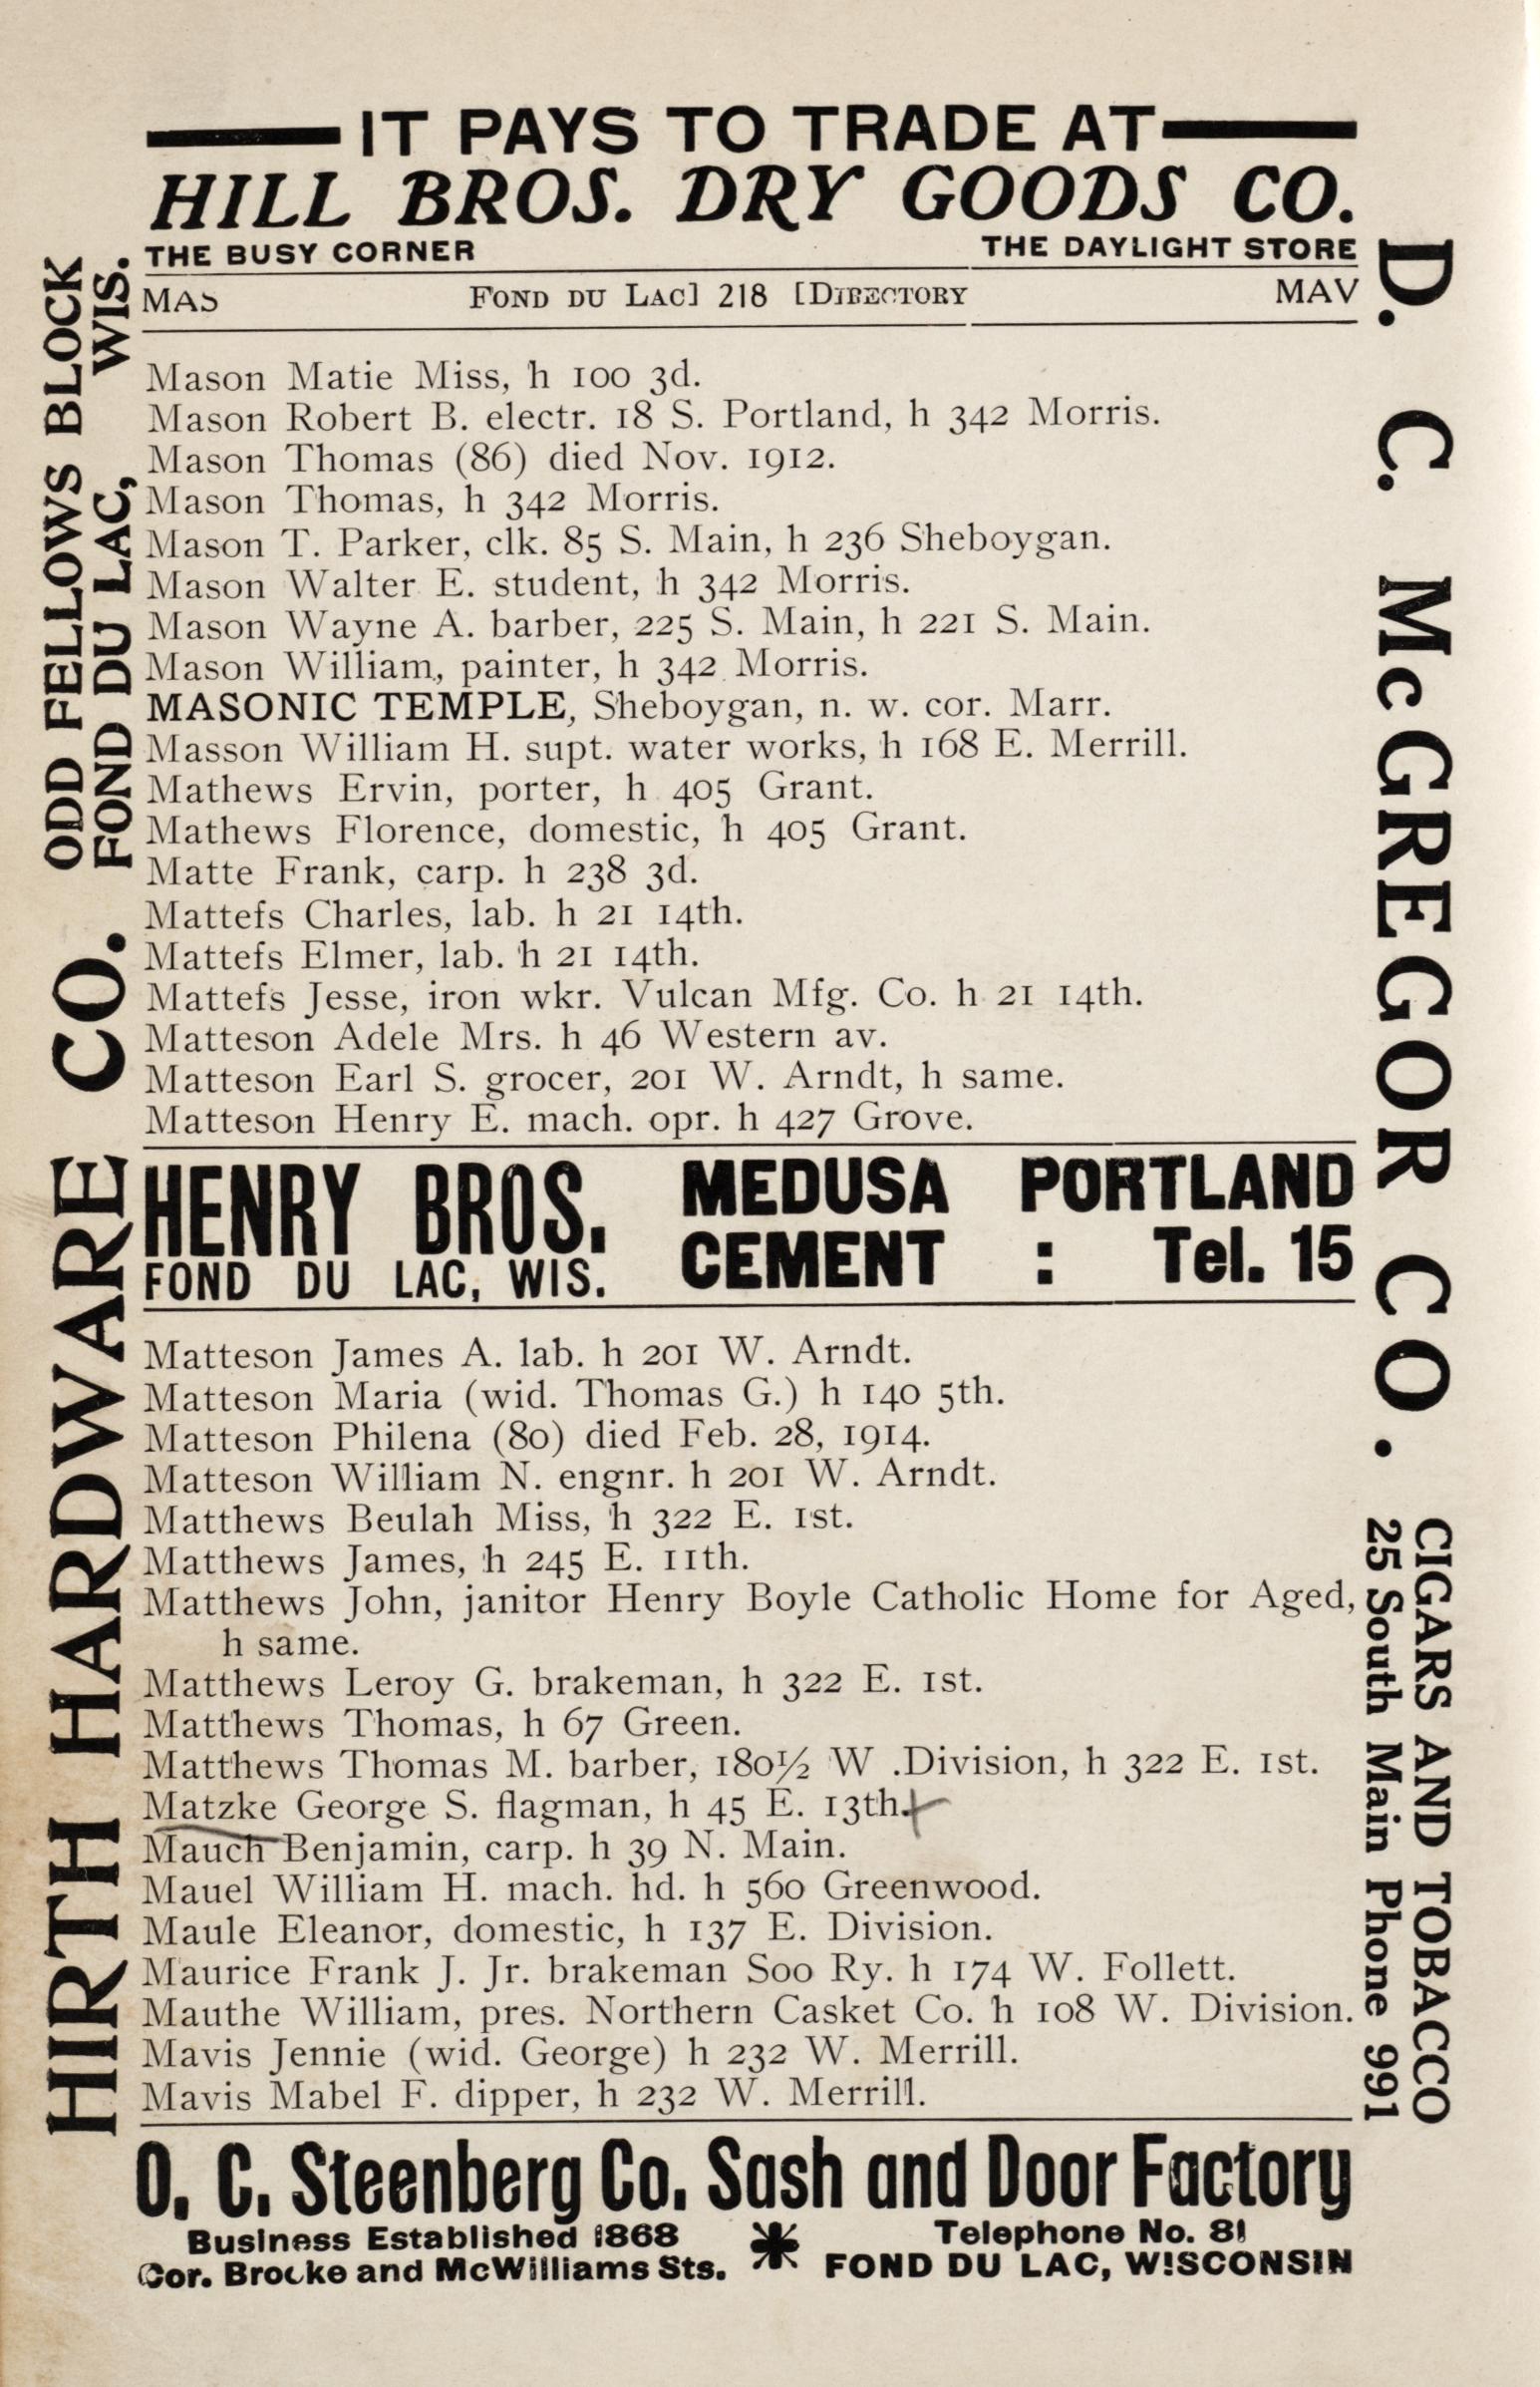 IT PAYS TO TRADE AT
HILL BROS. DRY GOODS CO.
THE BUSY CORNER THE DAYLIGHT STORE
MAS FOND DU LAC] 218 [DIRECTORY MAV
Mason Matie Miss, h 100 3d.
Mason Robert B. electr. 18 S. Portland, h 342 Morris.
Mason Thomas (86) died Nov. 1912.
Mason Thomas, h 342 Morris.
Mason T. Parker, clk. 85 S. Main, h 236 Sheboygan.
Mason Walter E. student, h 342 Morris.
Mason Wayne A. barber, 225 S. Main, h 221 S. Main.
Mason William, painter, h 342 Morris.
MASONIC TEMPLE, Sheboygan, n. w. cor. Marr.
Masson William H. supt. water works, h 168 E. Merrill.
Mathews Ervin, porter, h 405 Grant.
Mathews Florence, domestic, h 405 Grant.
Matte Frank, carp. h 238 3d.
Mattefs Charles, lab. h 21 14th.
Mattefs Elmer, lab. h 21 14th.
Mattefs Jesse, iron wkr. Vulcan Mfg. Co. h 21 14th.
Matteson Adele Mrs. h 46 Western av.
Matteson Earl S. grocer, 201 W. Arndt, h same.
Matteson Henry E. mach. opr. h 427 Grove.
HENRY BROS. MEDUSA PORTLAND
FOND DU LAC, WIS. CEMENT : Tel. 15
Matteson James A. lab. h 201 W. Arndt.
Matteson Maria (wid. Thomas G.) h 140 5th.
Matteson Philena (80) died Feb. 28, 1914.
Matteson William N. engnr. h 201 W. Arndt.
Matthews Beulah Miss, h 322 E. 1st.
Matthews James, h 245 E. 11th.
Matthews John, janitor Henry Boyle Catholic Home for Aged,
h same.
Matthews Leroy G. brakeman, h 322 E. 1st.
Matthews Thomas, h 67 Green.
Matthews Thomas M. barber, 180½ W .Division, h 322 E. 1st.
Matzke George S. flagman, h 45 E. 13th.
Mauch Benjamin, carp. h 39 N. Main.
Mauel William H. mach. hd. h 560 Greenwood.
Maule Eleanor, domestic, h 137 E. Division.
Maurice Frank J. Jr. brakeman Soo Ry. h 174 W. Follett.
Mauthe William, pres. Northern Casket Co. h 108 W. Division.
Mavis Jennie (wid. George) h 232 W. Merrill.
Mavis Mabel F. dipper, h 232 W. Merrill.
O. C. Steenberg Co. Sash and Door Factory
Business Established 1868 * Telephone No. 81
Cor. Brooke and McWilliams Sts. FOND DU LAC, WISCONSIN
HIRTH HARDWARE CO.
ODD FELLOWS BLOCK
FOND DU LAC, WIS.
D. C. McGREGOR CO.
CIGARS AND TOBACCO
25 South Main Phone 991